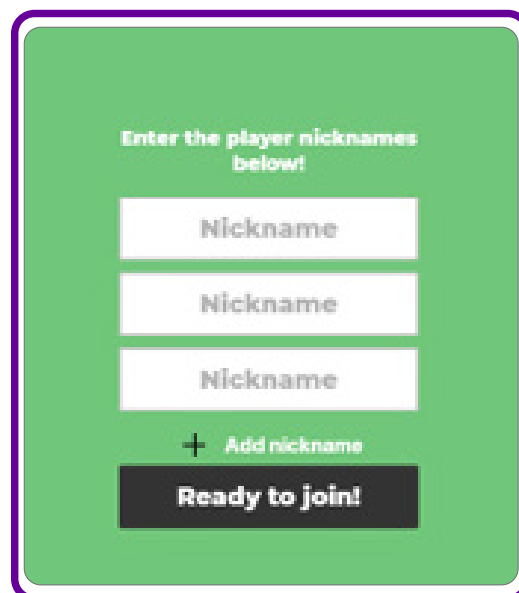 Enter the player nicknames
below!
Nickname
Nickname
Nickname
+ Add nickname
Ready to join!